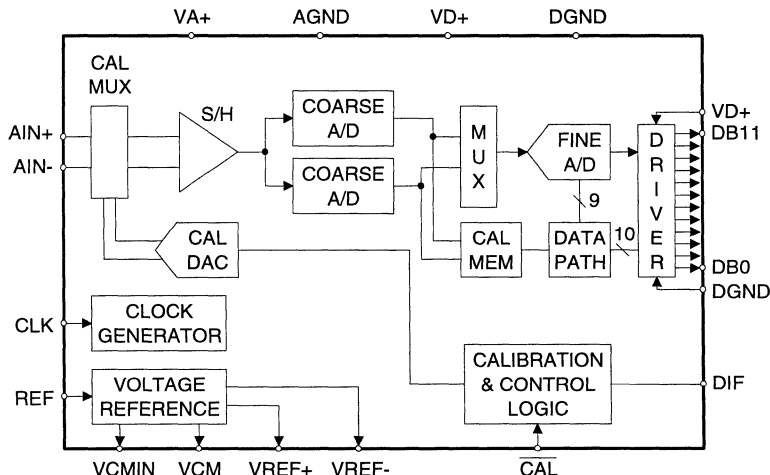 VA+ AGND VD+ DGND
CAL
MUX
S/H
COARSE
A/D
COARSE
A/D
M
U
X
FINE
A/D
D
R
I
V
E
R
VD+
DB11
AIN+
AIN-
9
10
CAL
DAC
CAL
MEM
DATA
PATH
DB0
DGND
CLK
CLOCK
GENERATOR
REF
VOLTAGE
REFERENCE
CALIBRATION
& CONTROL
LOGIC
DIF
VCMIN VCM VREF+ VREF- CAL